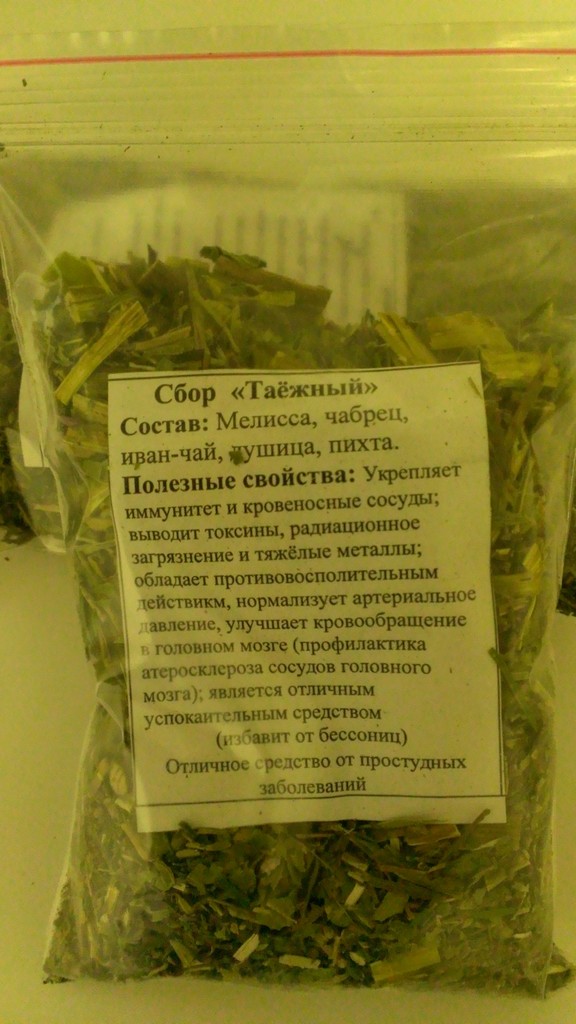 Сбор «Таёжный»
Состав: Мелисса, чабрец,
иван-чай, душица, пихта.
Полезные свойства: Укрепляет
иммунитет и кровеносные сосуды;
выводит токсины, радиационное
загрязнение и тяжёлые металлы;
обладает противовосполительным
действикм, нормализует артериальное
давление, улучшает кровообращение
в головном мозге (профилактика
атеросклероза сосудов головного
мозга); является отличным
успокаительным средством
(избавит от бессониц)
Отличное средство от простудных
заболеваний